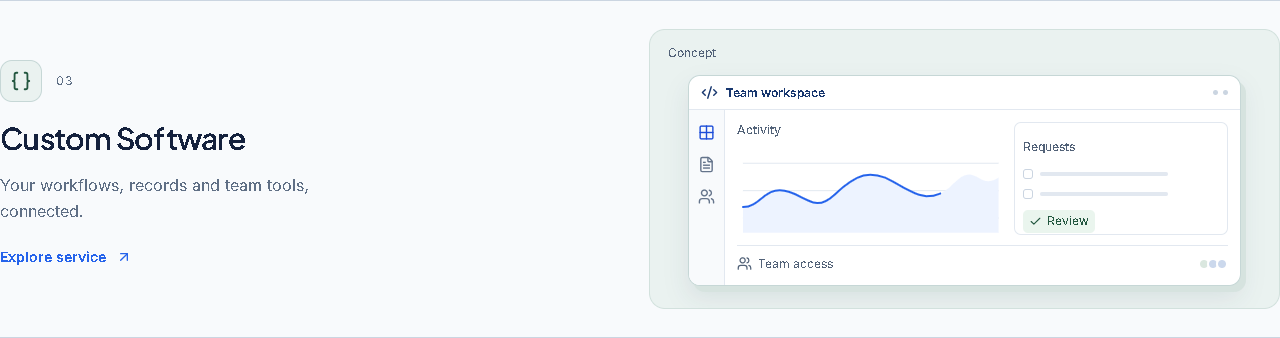 03
Custom Software
Your workflows, records and team tools,
connected.
Explore service
Concept
Team workspace
Activity
Requests
Review
Team access